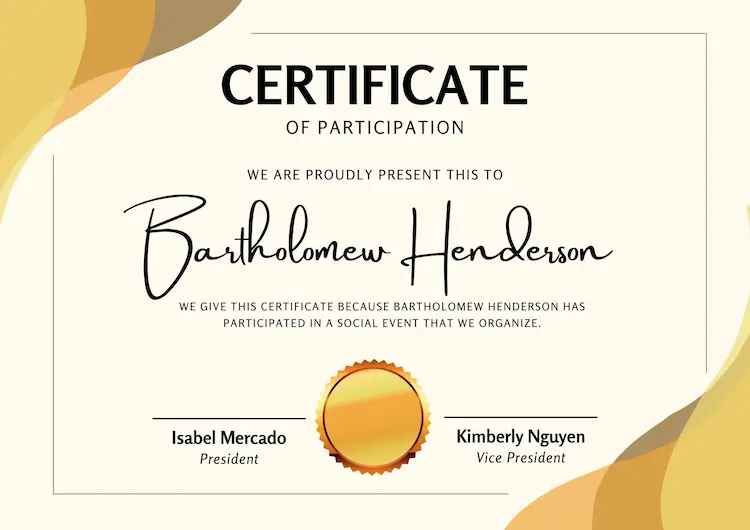 CERTIFICATE
OF PARTICIPATION
WE ARE PROUDLY PRESENT THIS TO
Bartholomew Henderson
WE GIVE THIS CERTIFICATE BECAUSE BARTHOLOMEW HENDERSON HAS
PARTICIPATED IN A SOCIAL EVENT THAT WE ORGANIZE.
Isabel Mercado
President
Kimberly Nguyen
Vice President